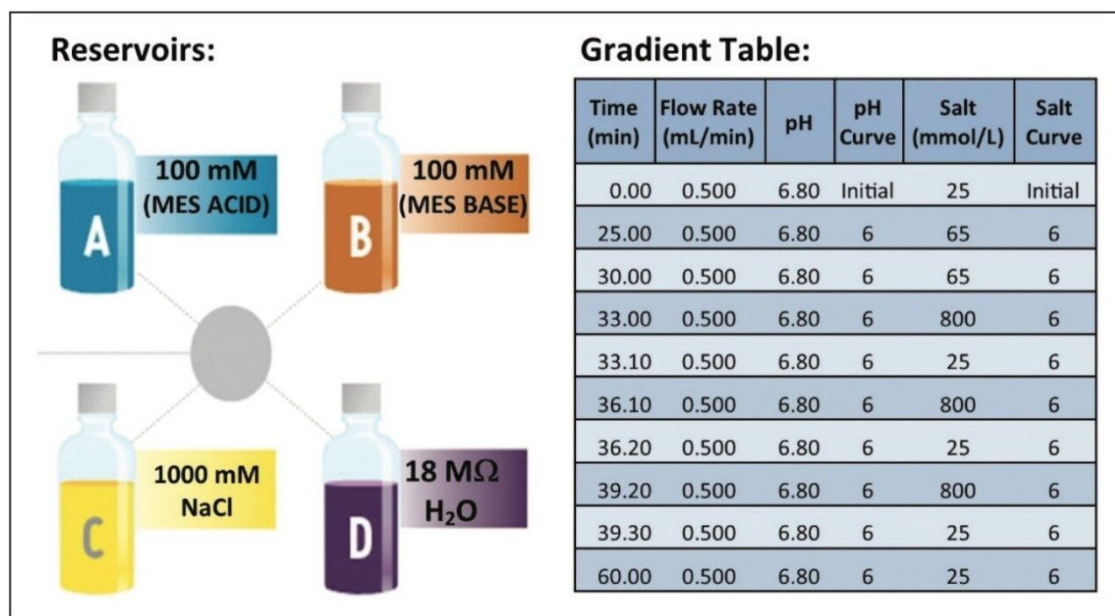 Reservoirs:
A
100 mM
(MES ACID)
B
100 mM
(MES BASE)
C
1000 mM
NaCl
D
18 MΩ
H₂O
Gradient Table:
Time (min) Flow Rate (mL/min) pH pH Curve Salt (mmol/L) Salt Curve
0.00 0.500 6.80 Initial 25 Initial
25.00 0.500 6.80 6 65 6
30.00 0.500 6.80 6 65 6
33.00 0.500 6.80 6 800 6
33.10 0.500 6.80 6 25 6
36.10 0.500 6.80 6 800 6
36.20 0.500 6.80 6 25 6
39.20 0.500 6.80 6 800 6
39.30 0.500 6.80 6 25 6
60.00 0.500 6.80 6 25 6